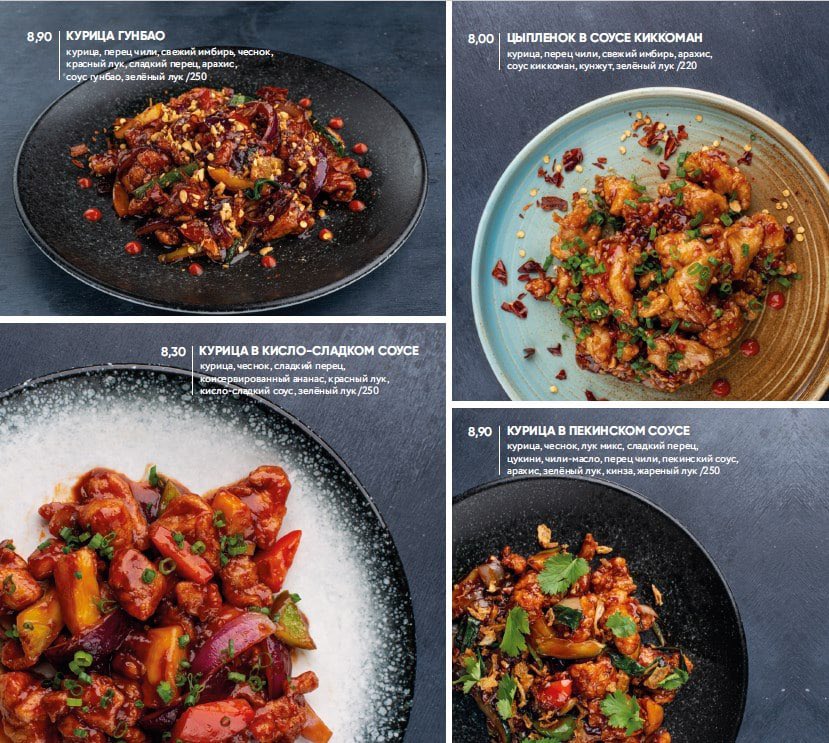 8,90
КУРИЦА ГУНБАО
курица, перец чили, свежий имбирь, чеснок,
красный лук, сладкий перец, арахис,
соус гунбао, зелёный лук /250
8,00
ЦЫПЛЕНОК В СОУСЕ КИККОМАН
курица, перец чили, свежий имбирь, арахис,
соус киккоман, кунжут, зелёный лук /220
8,30
КУРИЦА В КИСЛО-СЛАДКОМ СОУСЕ
курица, чеснок, сладкий перец,
консервированный ананас, красный лук,
кисло-сладкий соус, зелёный лук /250
8,90
КУРИЦА В ПЕКИНСКОМ СОУСЕ
курица, чеснок, лук микс, сладкий перец,
цукини, чили-масло, перец чили, пекинский соус,
арахис, зелёный лук, кинза, жареный лук /250